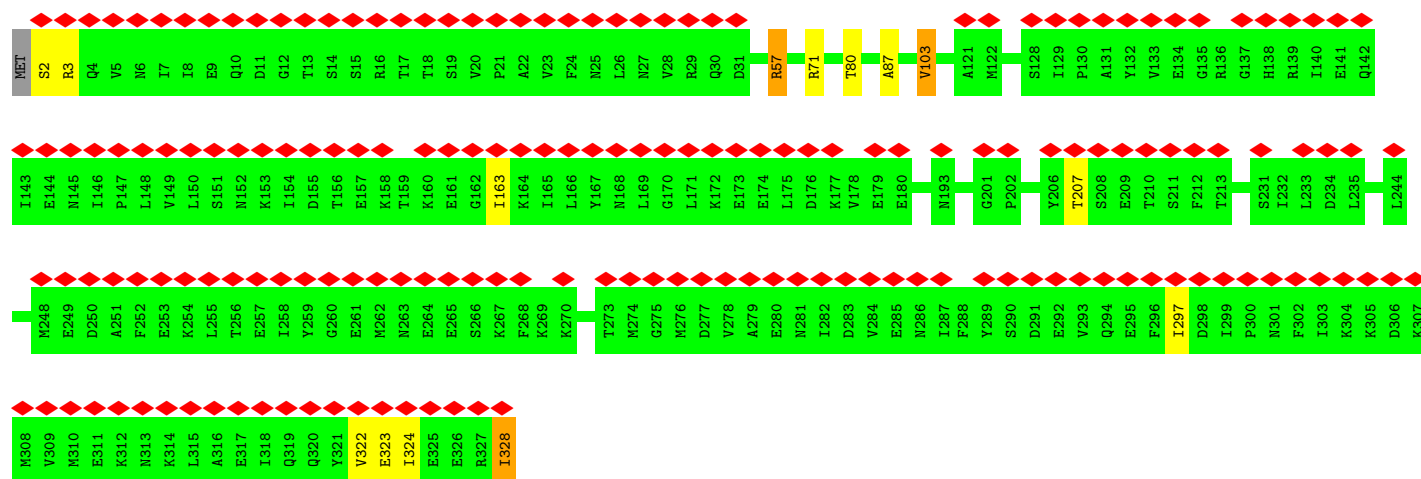 MET S2 R3 Q4 V5 N6 I7 I8 E9 Q10 D11 G12 T13 S14 S15 R16 T17 T18 S19 V20 P21 A22 V23 F24 N25 L26 N27 V28 R29 Q30 D31 R57 R71 T80 A87 V103 A121 M122 S128 I129 P130 A131 Y132 V133 E134 G135 R136 G137 H138 R139 I140 E141 Q142
I143 E144 N145 I146 P147 L148 V149 L150 S151 N152 K153 I154 D155 T156 E157 K158 T159 K160 E161 G162 I163 K164 I165 L166 Y167 N168 L169 G170 L171 K172 E173 E174 L175 D176 K177 V178 E179 E180 N193 G201 P202 Y206 T207 S208 E209 T210 S211 F212 T213 S231 I232 L233 D234 L235 L244
M248 E249 D250 A251 F252 E253 K254 L255 T256 E257 I258 Y259 G260 E261 M262 N263 E264 E265 S266 K267 F268 K269 K270 T273 M274 G275 M276 D277 V278 A279 E280 N281 I282 D283 V284 E285 N286 I287 F288 Y289 S290 D291 E292 V293 Q294 E295 F296 I297 D298 I299 P300 N301 F302 I303 K304 K305 D306 K307
M308 V309 M310 E311 K312 N313 K314 L315 A316 E317 I318 Q319 Q320 Y321 V322 E323 I324 E325 E326 R327 I328